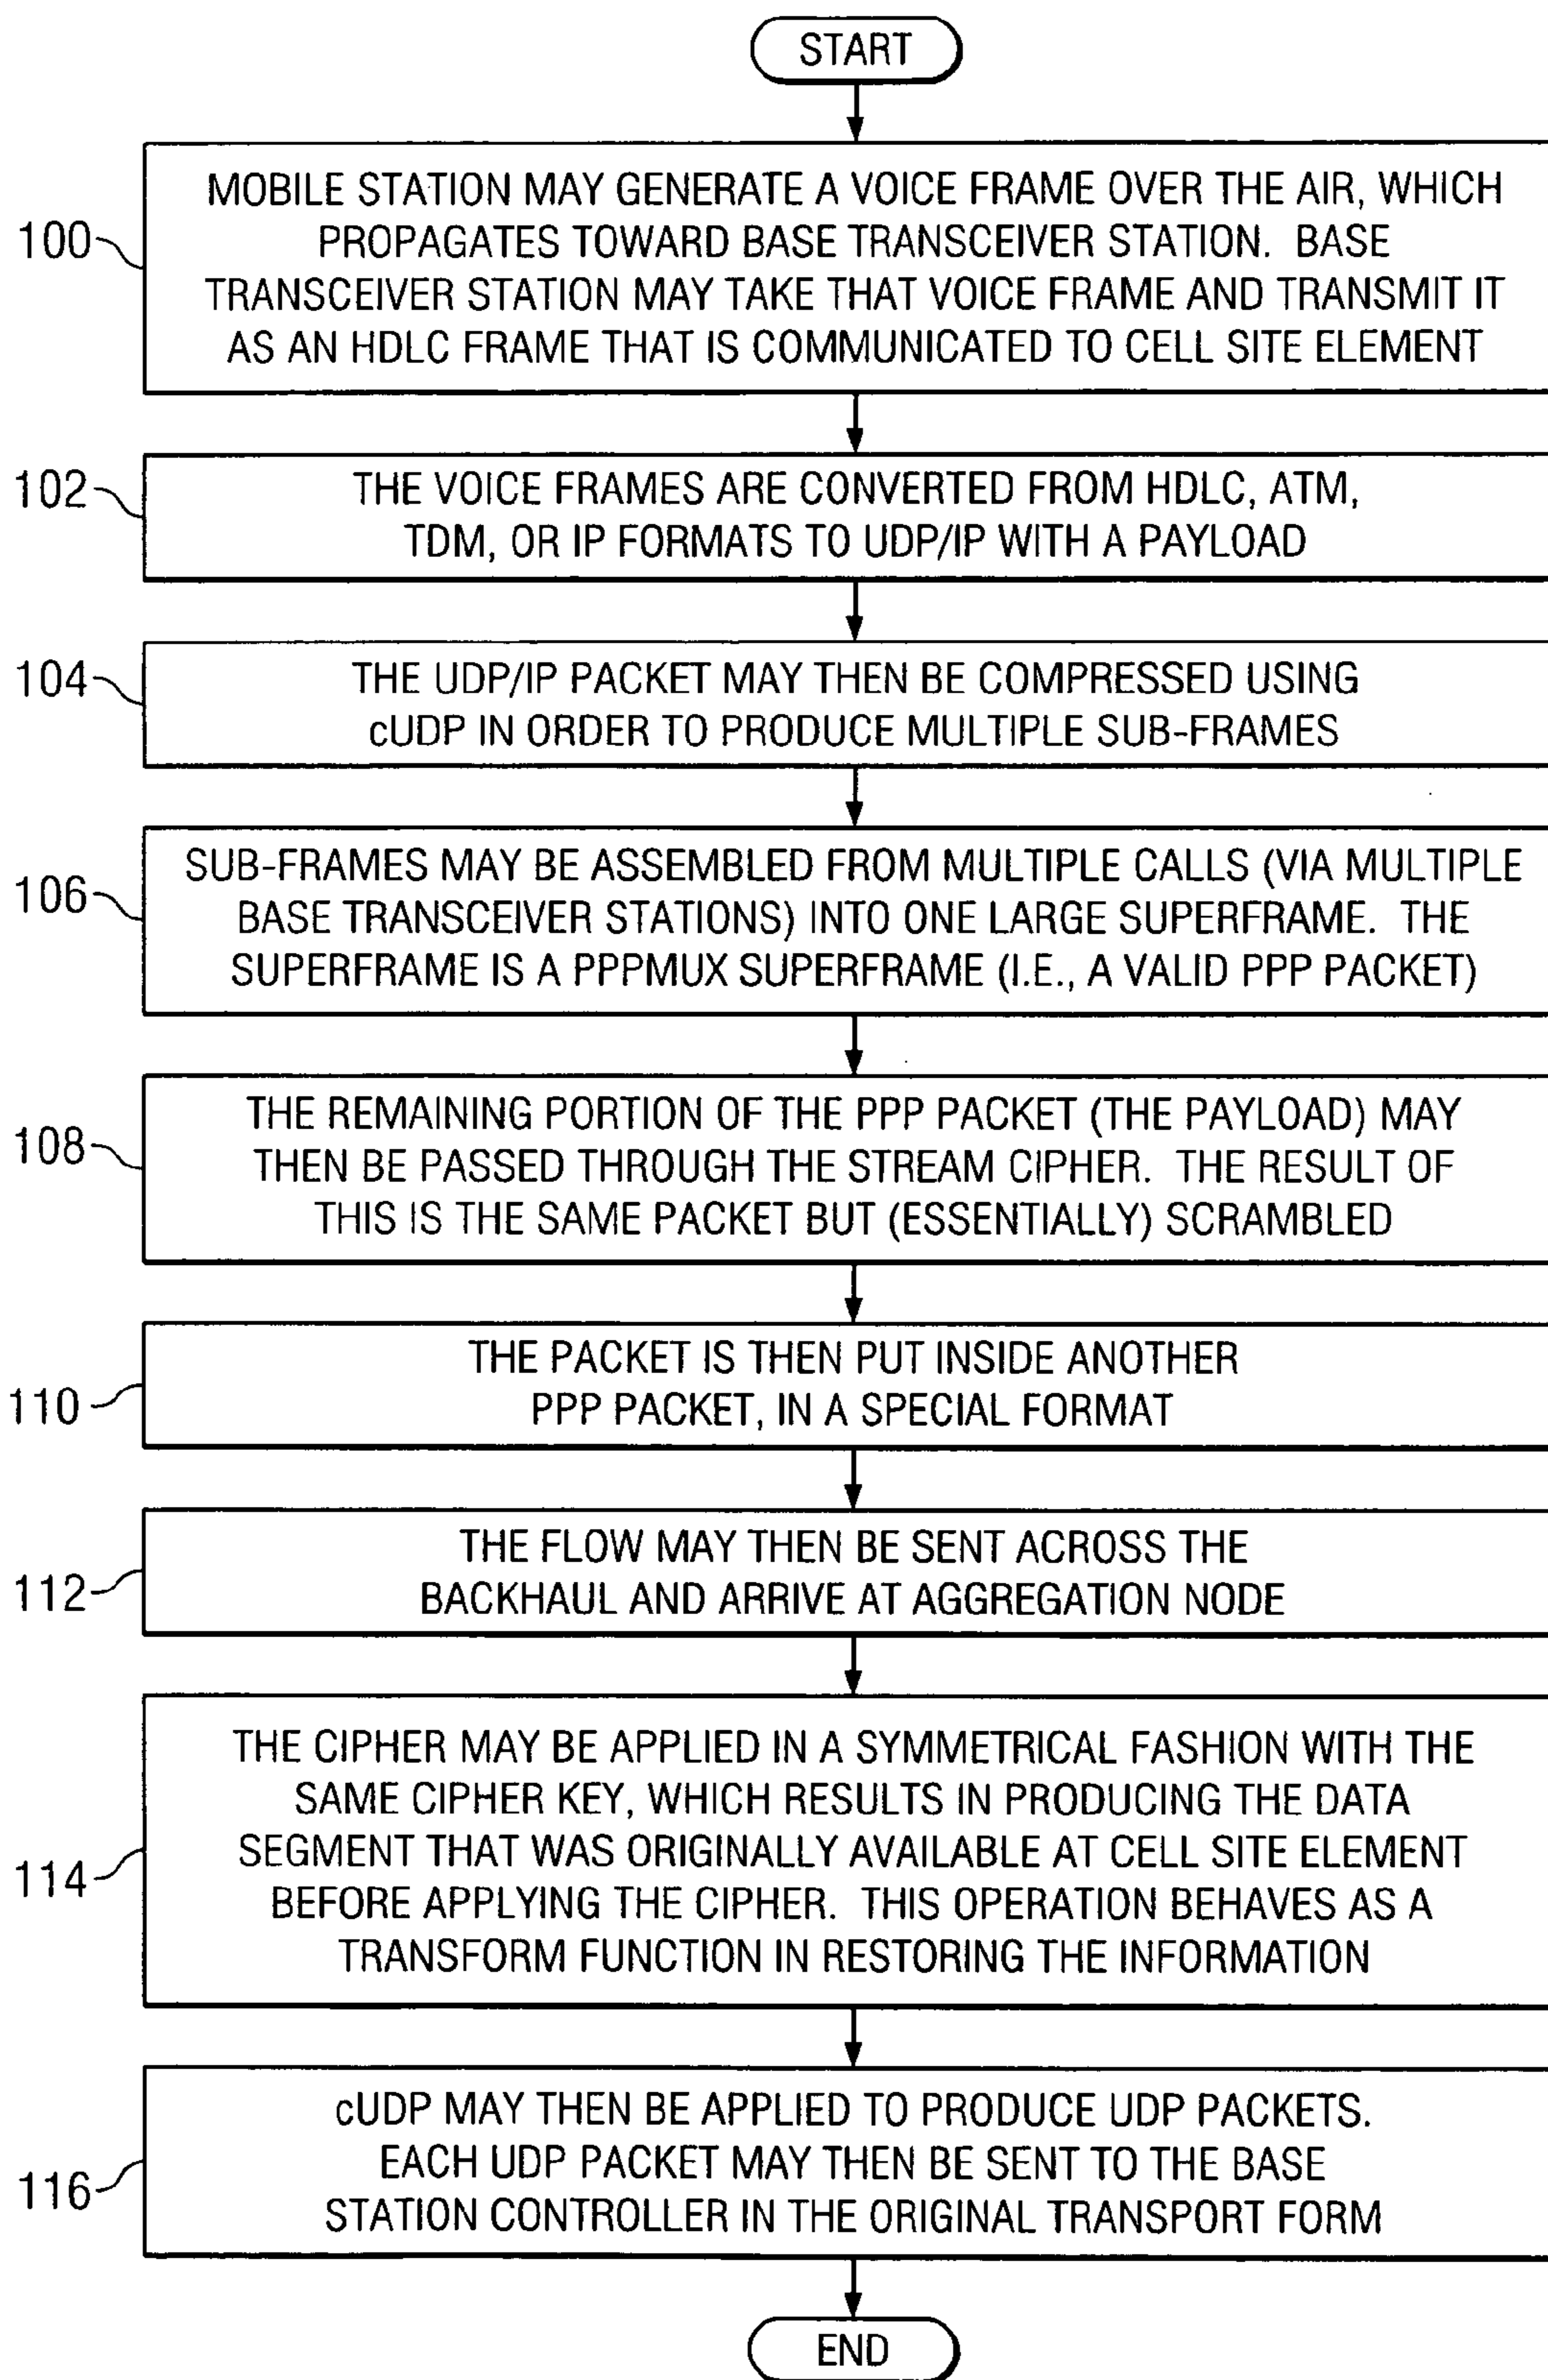 START
100
MOBILE STATION MAY GENERATE A VOICE FRAME OVER THE AIR, WHICH
PROPAGATES TOWARD BASE TRANSCEIVER STATION. BASE
TRANSCEIVER STATION MAY TAKE THAT VOICE FRAME AND TRANSMIT IT
AS AN HDLC FRAME THAT IS COMMUNICATED TO CELL SITE ELEMENT
102
THE VOICE FRAMES ARE CONVERTED FROM HDLC, ATM,
TDM, OR IP FORMATS TO UDP/IP WITH A PAYLOAD
104
THE UDP/IP PACKET MAY THEN BE COMPRESSED USING
cUDP IN ORDER TO PRODUCE MULTIPLE SUB-FRAMES
106
SUB-FRAMES MAY BE ASSEMBLED FROM MULTIPLE CALLS (VIA MULTIPLE
BASE TRANSCEIVER STATIONS) INTO ONE LARGE SUPERFRAME. THE
SUPERFRAME IS A PPPMUX SUPERFRAME (I.E., A VALID PPP PACKET)
108
THE REMAINING PORTION OF THE PPP PACKET (THE PAYLOAD) MAY
THEN BE PASSED THROUGH THE STREAM CIPHER. THE RESULT OF
THIS IS THE SAME PACKET BUT (ESSENTIALLY) SCRAMBLED
110
THE PACKET IS THEN PUT INSIDE ANOTHER
PPP PACKET, IN A SPECIAL FORMAT
112
THE FLOW MAY THEN BE SENT ACROSS THE
BACKHAUL AND ARRIVE AT AGGREGATION NODE
114
THE CIPHER MAY BE APPLIED IN A SYMMETRICAL FASHION WITH THE
SAME CIPHER KEY, WHICH RESULTS IN PRODUCING THE DATA
SEGMENT THAT WAS ORIGINALLY AVAILABLE AT CELL SITE ELEMENT
BEFORE APPLYING THE CIPHER. THIS OPERATION BEHAVES AS A
TRANSFORM FUNCTION IN RESTORING THE INFORMATION
116
cUDP MAY THEN BE APPLIED TO PRODUCE UDP PACKETS.
EACH UDP PACKET MAY THEN BE SENT TO THE BASE
STATION CONTROLLER IN THE ORIGINAL TRANSPORT FORM
END